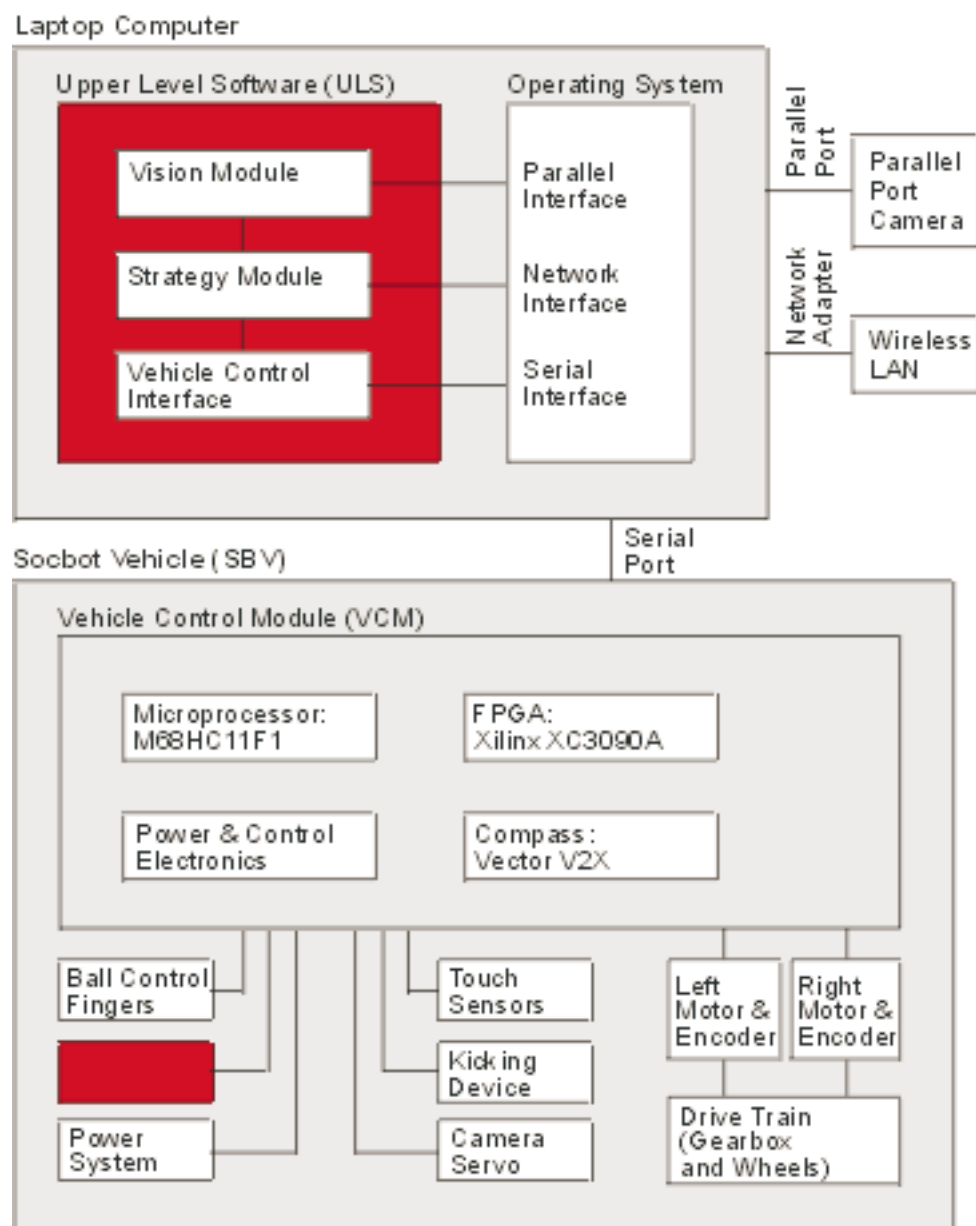 Laptop Computer
Upper Level Software (ULS)
Operating System
Vision Module
Parallel
Interface
Strategy Module
Network
Interface
Vehicle Control
Interface
Serial
Interface
Parallel
Port
Parallel
Port
Camera
Network
Adapter
Wireless
LAN
Serial
Port
Socbot Vehicle (SBV)
Vehicle Control Module (VCM)
Microprocessor:
M68HC11F1
FPGA:
Xilinx XC3090A
Power & Control
Electronics
Compass:
Vector V2X
Ball Control
Fingers
Touch
Sensors
Left
Motor &
Encoder
Right
Motor &
Encoder
Kicking
Device
Power
System
Camera
Servo
Drive Train
(Gearbox
and Wheels)